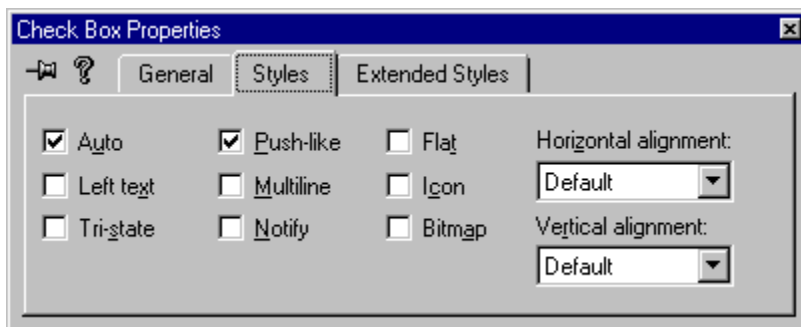 Check Box Properties
General Styles Extended Styles
Auto Push-like Flat Horizontal alignment:
Left text Multiline Icon Default
Tri-state Notify Bitmap Vertical alignment:
Default